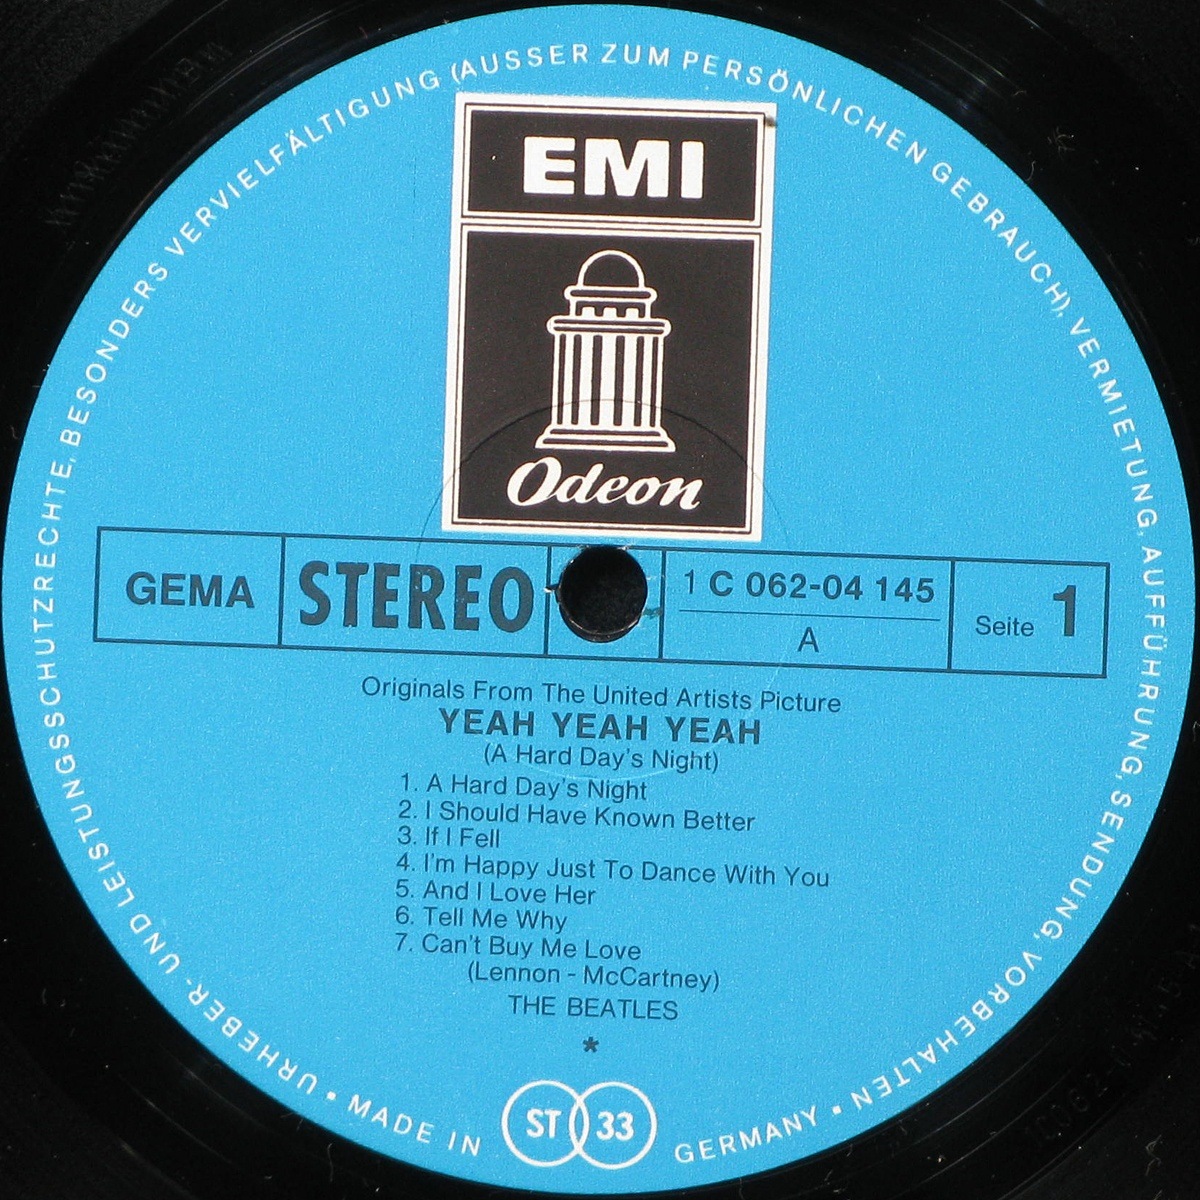 URHEBER- UND LEISTUNGSSCHUTZRECHTE, BESONDERS VERVIELFÄLTIGUNG (AUSSER ZUM PERSÖNLICHEN GEBRAUCH), VERMIETUNG, AUFFÜHRUNG, SENDUNG, VORBEHALTEN
EMI
Odeon
GEMA STEREO 1 C 062-04 145 Seite 1
A
Originals From The United Artists Picture
YEAH YEAH YEAH
(A Hard Day's Night)
1. A Hard Day's Night
2. I Should Have Known Better
3. If I Fell
4. I'm Happy Just To Dance With You
5. And I Love Her
6. Tell Me Why
7. Can't Buy Me Love
(Lennon - McCartney)
THE BEATLES
*
▪ MADE IN ST 33 GERMANY ▪